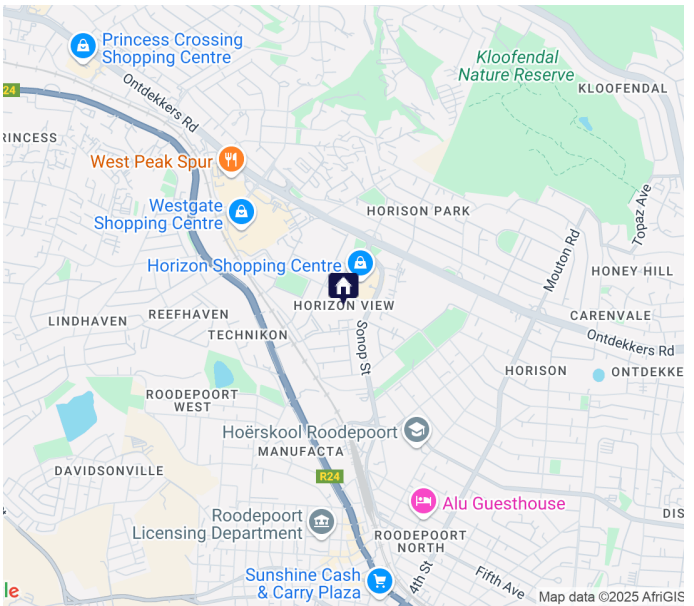 Princess Crossing
Shopping Centre
Kloofendal
Nature Reserve
KLOOFENDAL
24
Ontdekkers Rd
RINCESS
West Peak Spur
Westgate
Shopping Centre
HORISON PARK
Topaz Ave
Mouton Rd
Horizon Shopping Centre
HONEY HILL
HORIZON VIEW
LINDHAVEN
REEFHAVEN
TECHNIKON
Sonop St
CARENVALE
Ontdekkers Rd
HORISON
ONTDEKKE
ROODEPOORT
WEST
Hoërskool Roodepoort
MANUFACTA
DAVIDSONVILLE
R24
Alu Guesthouse
Roodepoort
Licensing Department
DIS
ROODEPOORT
NORTH
Sunshine Cash
& Carry Plaza
4th St
Fifth Ave
le
Map data ©2025 AfriGIS